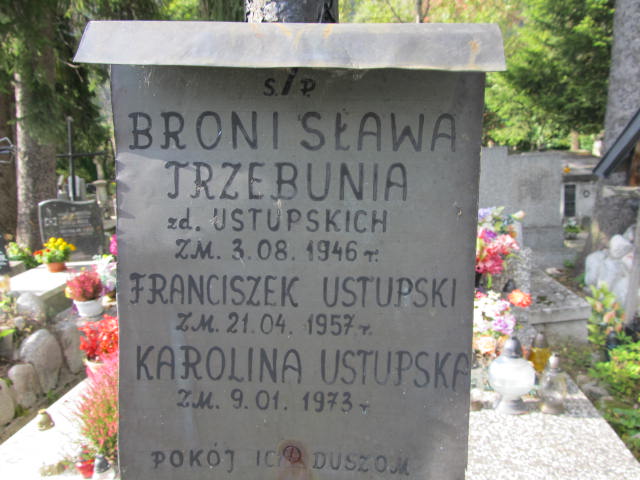 Ś. P.
BRONISŁAWA
TRZEBUNIA
zd. USTUPSKICH
ZM. 3.08.1946 r.
FRANCISZEK USTUPSKI
ZM. 21.04.1957 r.
KAROLINA USTUPSKA
ZM. 9.01.1973 r
POKÓJ ICH DUSZOM